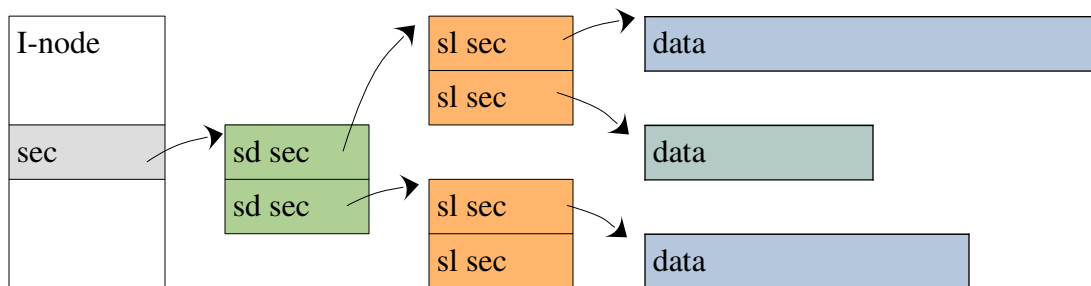 I-node
sec
sd sec
sd sec
sl sec
sl sec
sl sec
sl sec
data
data
data